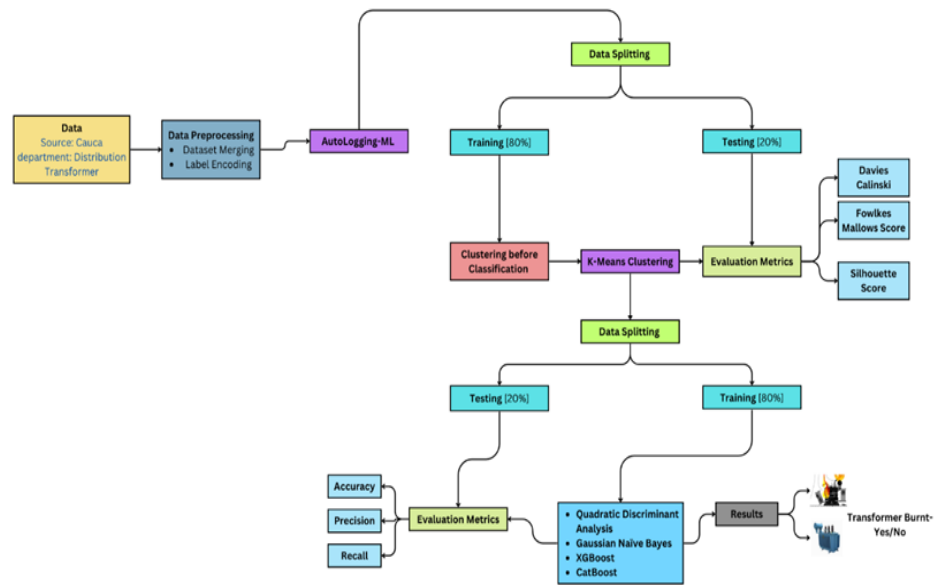 Data Splitting
Data
Source: Cauca
department: Distribution
Transformer
Data Preprocessing
• Dataset Merging
• Label Encoding
AutoLogging-ML
Training [80%]
Testing [20%]
Davies
Calinski
Fowlkes
Mallows Score
Silhouette
Score
Clustering before
Classification
K-Means Clustering
Evaluation Metrics
Data Splitting
Testing [20%]
Training [80%]
Accuracy
Precision
Recall
Evaluation Metrics
• Quadratic Discriminant
Analysis
• Gaussian Naïve Bayes
• XGBoost
• CatBoost
Results
Transformer Burnt-
Yes/No